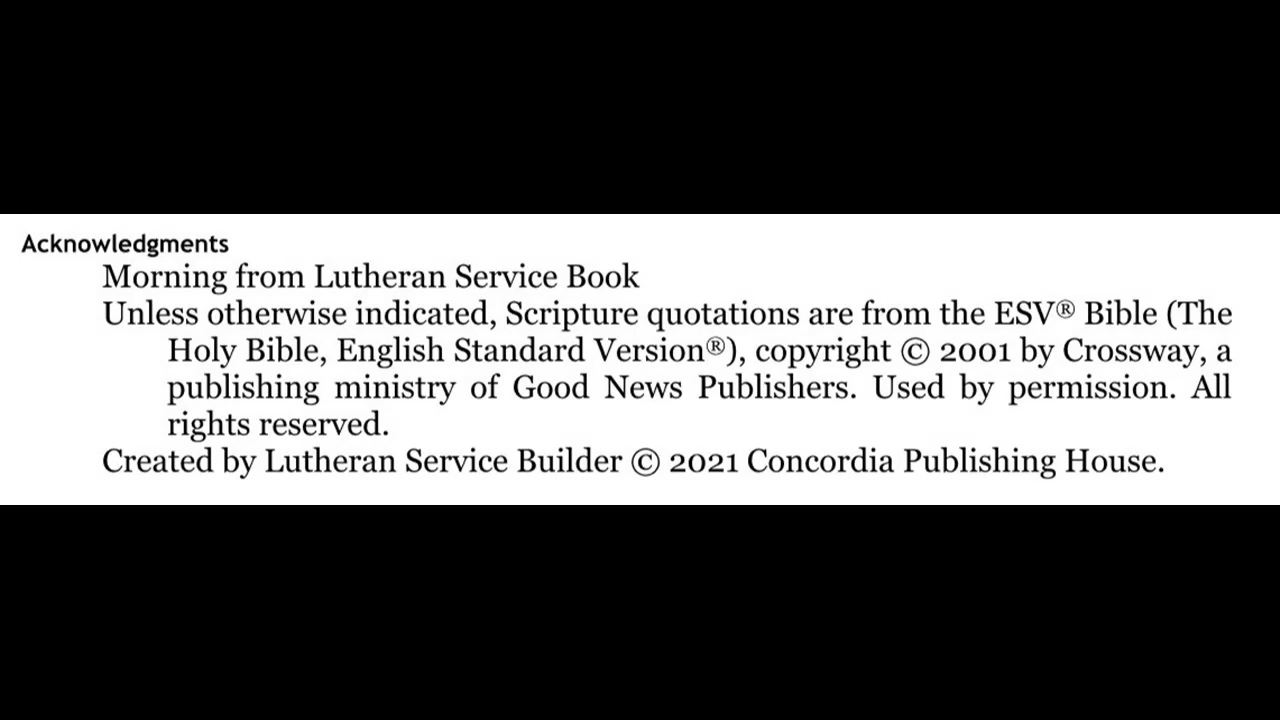 Acknowledgments
Morning from Lutheran Service Book
Unless otherwise indicated, Scripture quotations are from the ESV® Bible (The
Holy Bible, English Standard Version®), copyright © 2001 by Crossway, a
publishing ministry of Good News Publishers. Used by permission. All
rights reserved.
Created by Lutheran Service Builder © 2021 Concordia Publishing House.